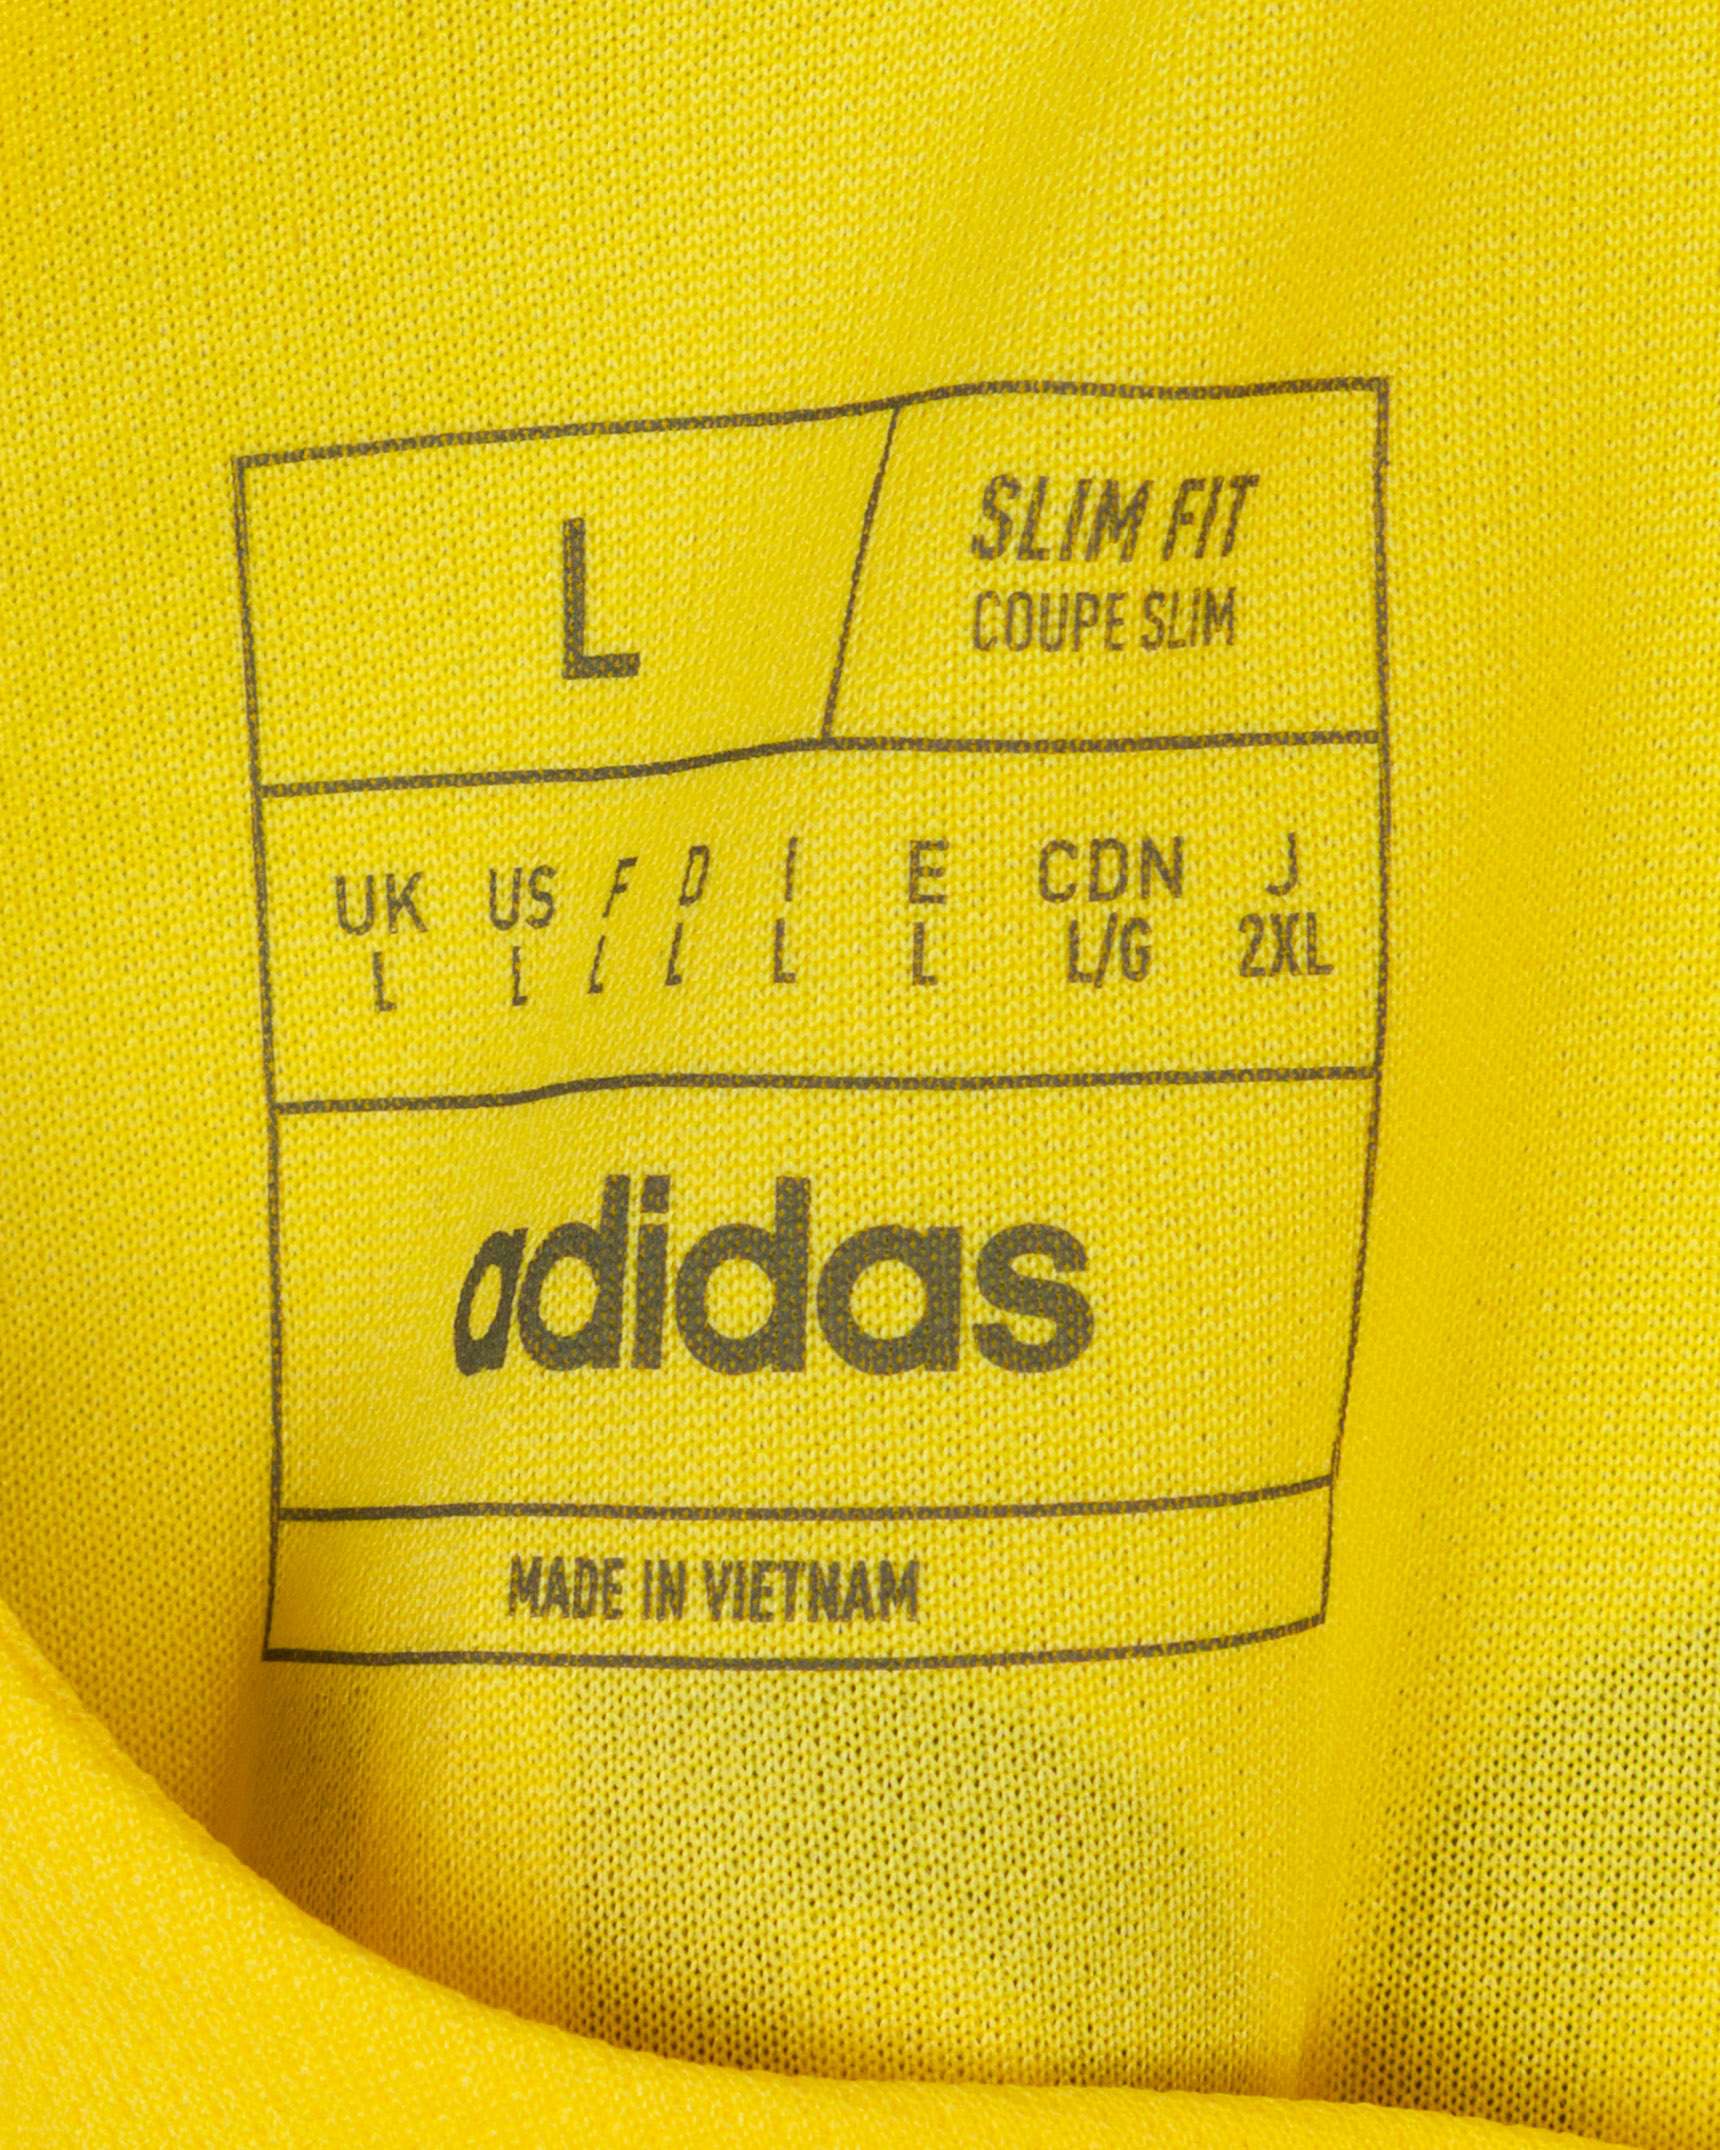 L
SLIM FIT
COUPE SLIM
UK US F D I E CDN J
L L L L L L L/G 2XL
adidas
MADE IN VIETNAM